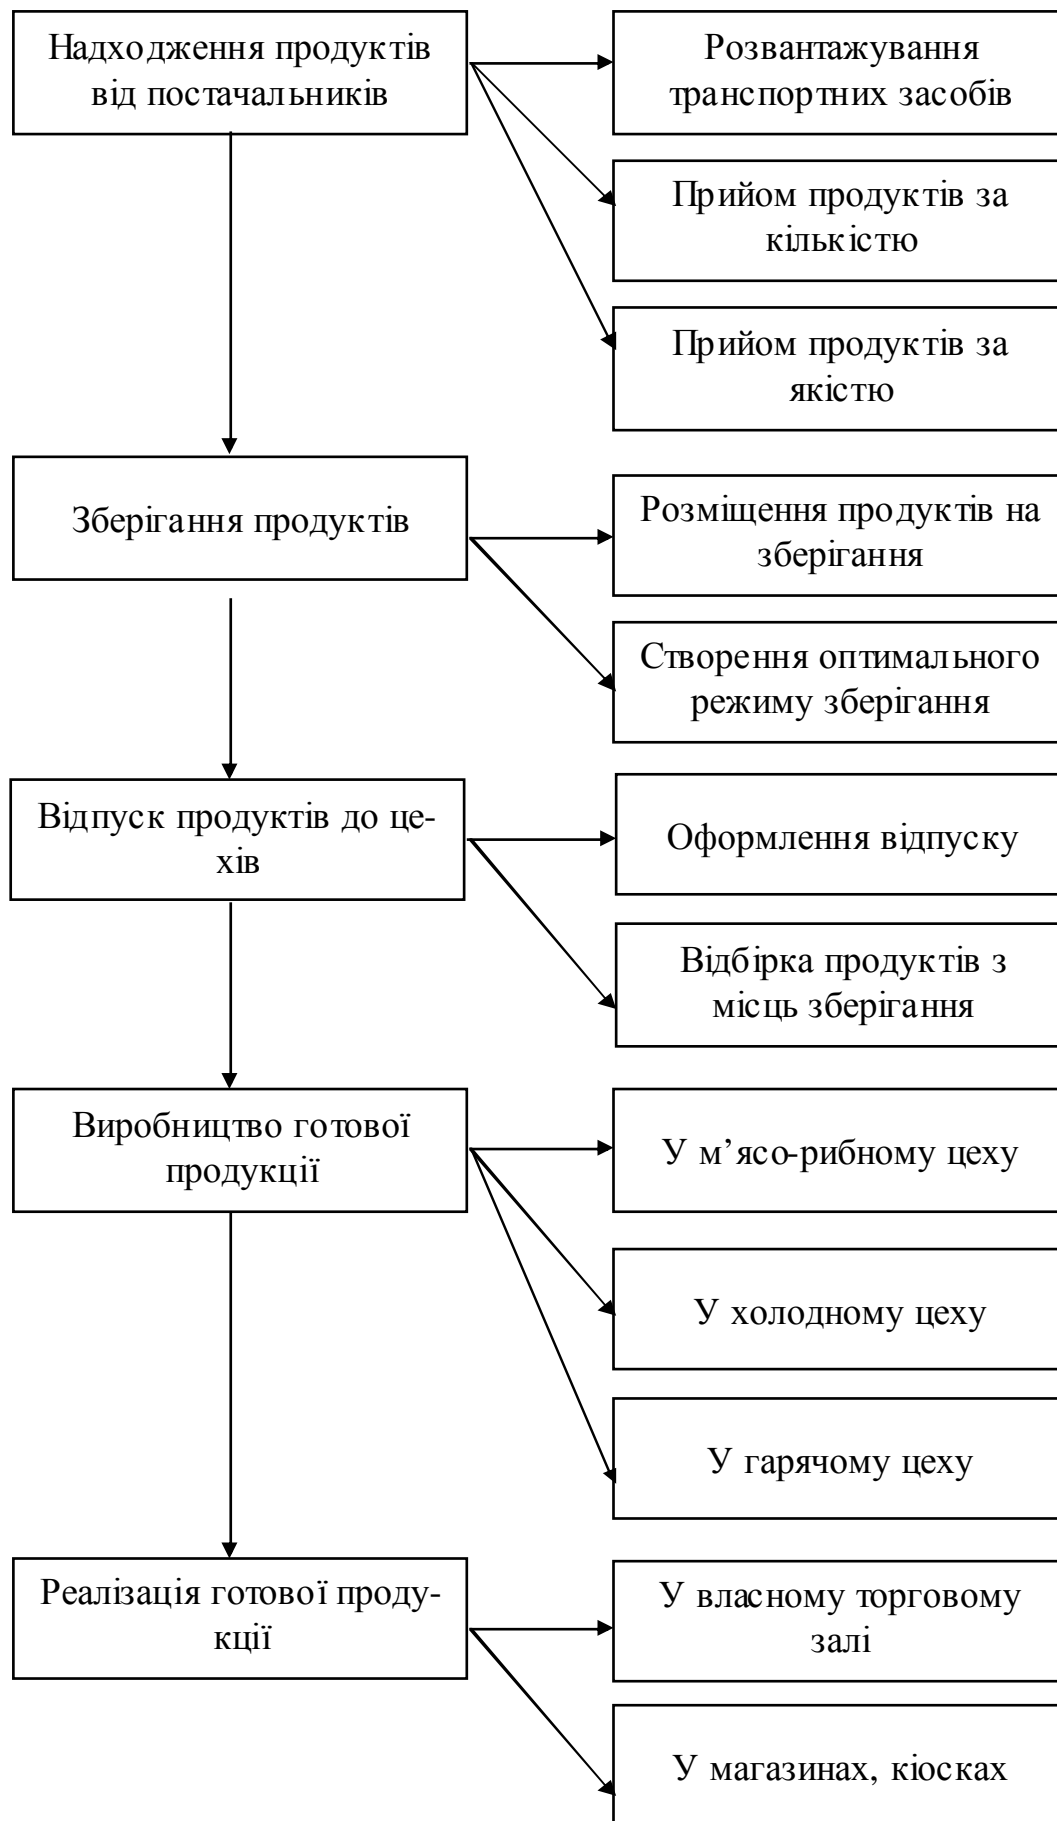 Надходження продуктів
від постачальників
Розвантажування
транспортних засобів
Прийом продуктів за
кількістю
Прийом продуктів за
якістю
Зберігання продуктів
Розміщення продуктів на
зберігання
Створення оптимального
режиму зберігання
Відпуск продуктів до це-
хів
Оформлення відпуску
Відбірка продуктів з
місць зберігання
Виробництво готової
продукції
У м’ясо-рибному цеху
У холодному цеху
У гарячому цеху
Реалізація готової проду-
кції
У власному торговому
залі
У магазинах, кіосках